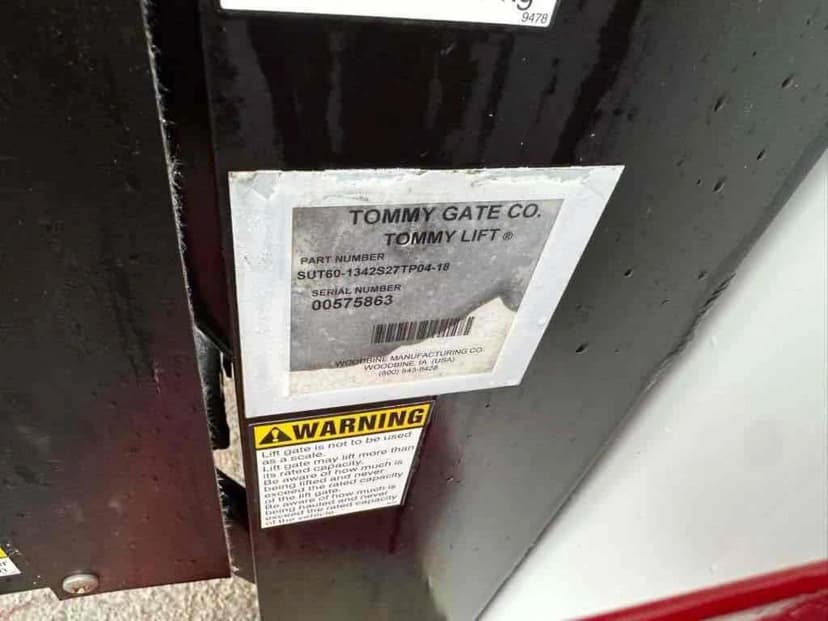 9478
TOMMY GATE CO.
TOMMY LIFT ®
PART NUMBER
SUT60-1342S27TP04-18
SERIAL NUMBER
00575863
WOODBINE MANUFACTURING CO.
WOODBINE, IA (USA)
(800) 543-8428
WARNING
Lift gate is not to be used
as a scale.
Lift gate may lift more than
its rated capacity.
Be aware of how much is
being lifted and never
exceed the rated capacity
of the lift gate.
Be aware of how much is
being hauled and never
exceed the rated capacity
of the vehicle.